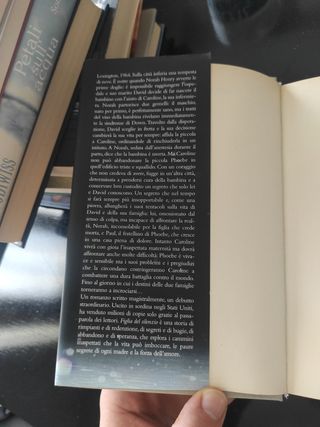 Lexington, 1964. Sulla città infuria una tempesta
di neve. È notte quando Norah Henry avverte le
prime doglie: è impossibile raggiungere l'ospe-
dale e suo marito David decide di far nascere il
bambino con l'aiuto di Caroline, la sua infermie-
ra. Norah partorisce due gemelli: il maschio,
nato per primo, è perfettamente sano, ma i tratti
del viso della bambina rivelano immediatamen-
te la sindrome di Down. Travolto dalla disperazio-
ne, David sceglie in fretta e la sua decisione
cambierà la sua vita per sempre: affida la piccola
a Caroline, ordinandole di rinchiuderla in un
istituto. A Norah, sedata dall'anestesia durante il
parto, dice che la bambina è morta. Ma Caroline
non può abbandonare la piccola Phoebe in
quell'edificio triste e squallido. Con un coraggio
che non credeva di avere, fugge in un'altra città,
determinata a prendersi cura della bambina e a
conservare ben custodito un segreto che solo lei
e David conoscono. Un segreto che nel tempo
si farà sempre più insopportabile, e, come una
piovra, allungherà i suoi tentacoli sulla vita di
David e della sua famiglia: lui, ossessionato dal
senso di colpa, ma incapace di affrontare la real-
tà, Norah, inconsolabile per la figlia che crede
morta, e Paul, il fratellino di Phoebe, che cresce
in una casa piena di dolore. Intanto Caroline
vive con gioia l'inaspettata maternità ma dovrà
affrontare anche molte difficoltà. Phoebe è viva-
ce e sensibile ma i suoi problemi e i pregiudizi
che la circondano costringeranno Caroline a
combattere una dura battaglia contro il mondo.
Fino al giorno in cui i destini delle due famiglie
torneranno a incrociarsi...
Un romanzo scritto magistralmente, un debutto
straordinario. Uscito in sordina negli Stati Uniti,
ha venduto milioni di copie solo grazie al passa-
parola dei lettori. Figlia del silenzio è una storia di
rimpianti e di redenzione, di segreti e di bugie, di
abbandono e di speranza, che esplora i cammini
inaspettati che la vita può imboccare, le paure
segrete di ogni madre e la forza dell'amore.
Petali
sull'acqua